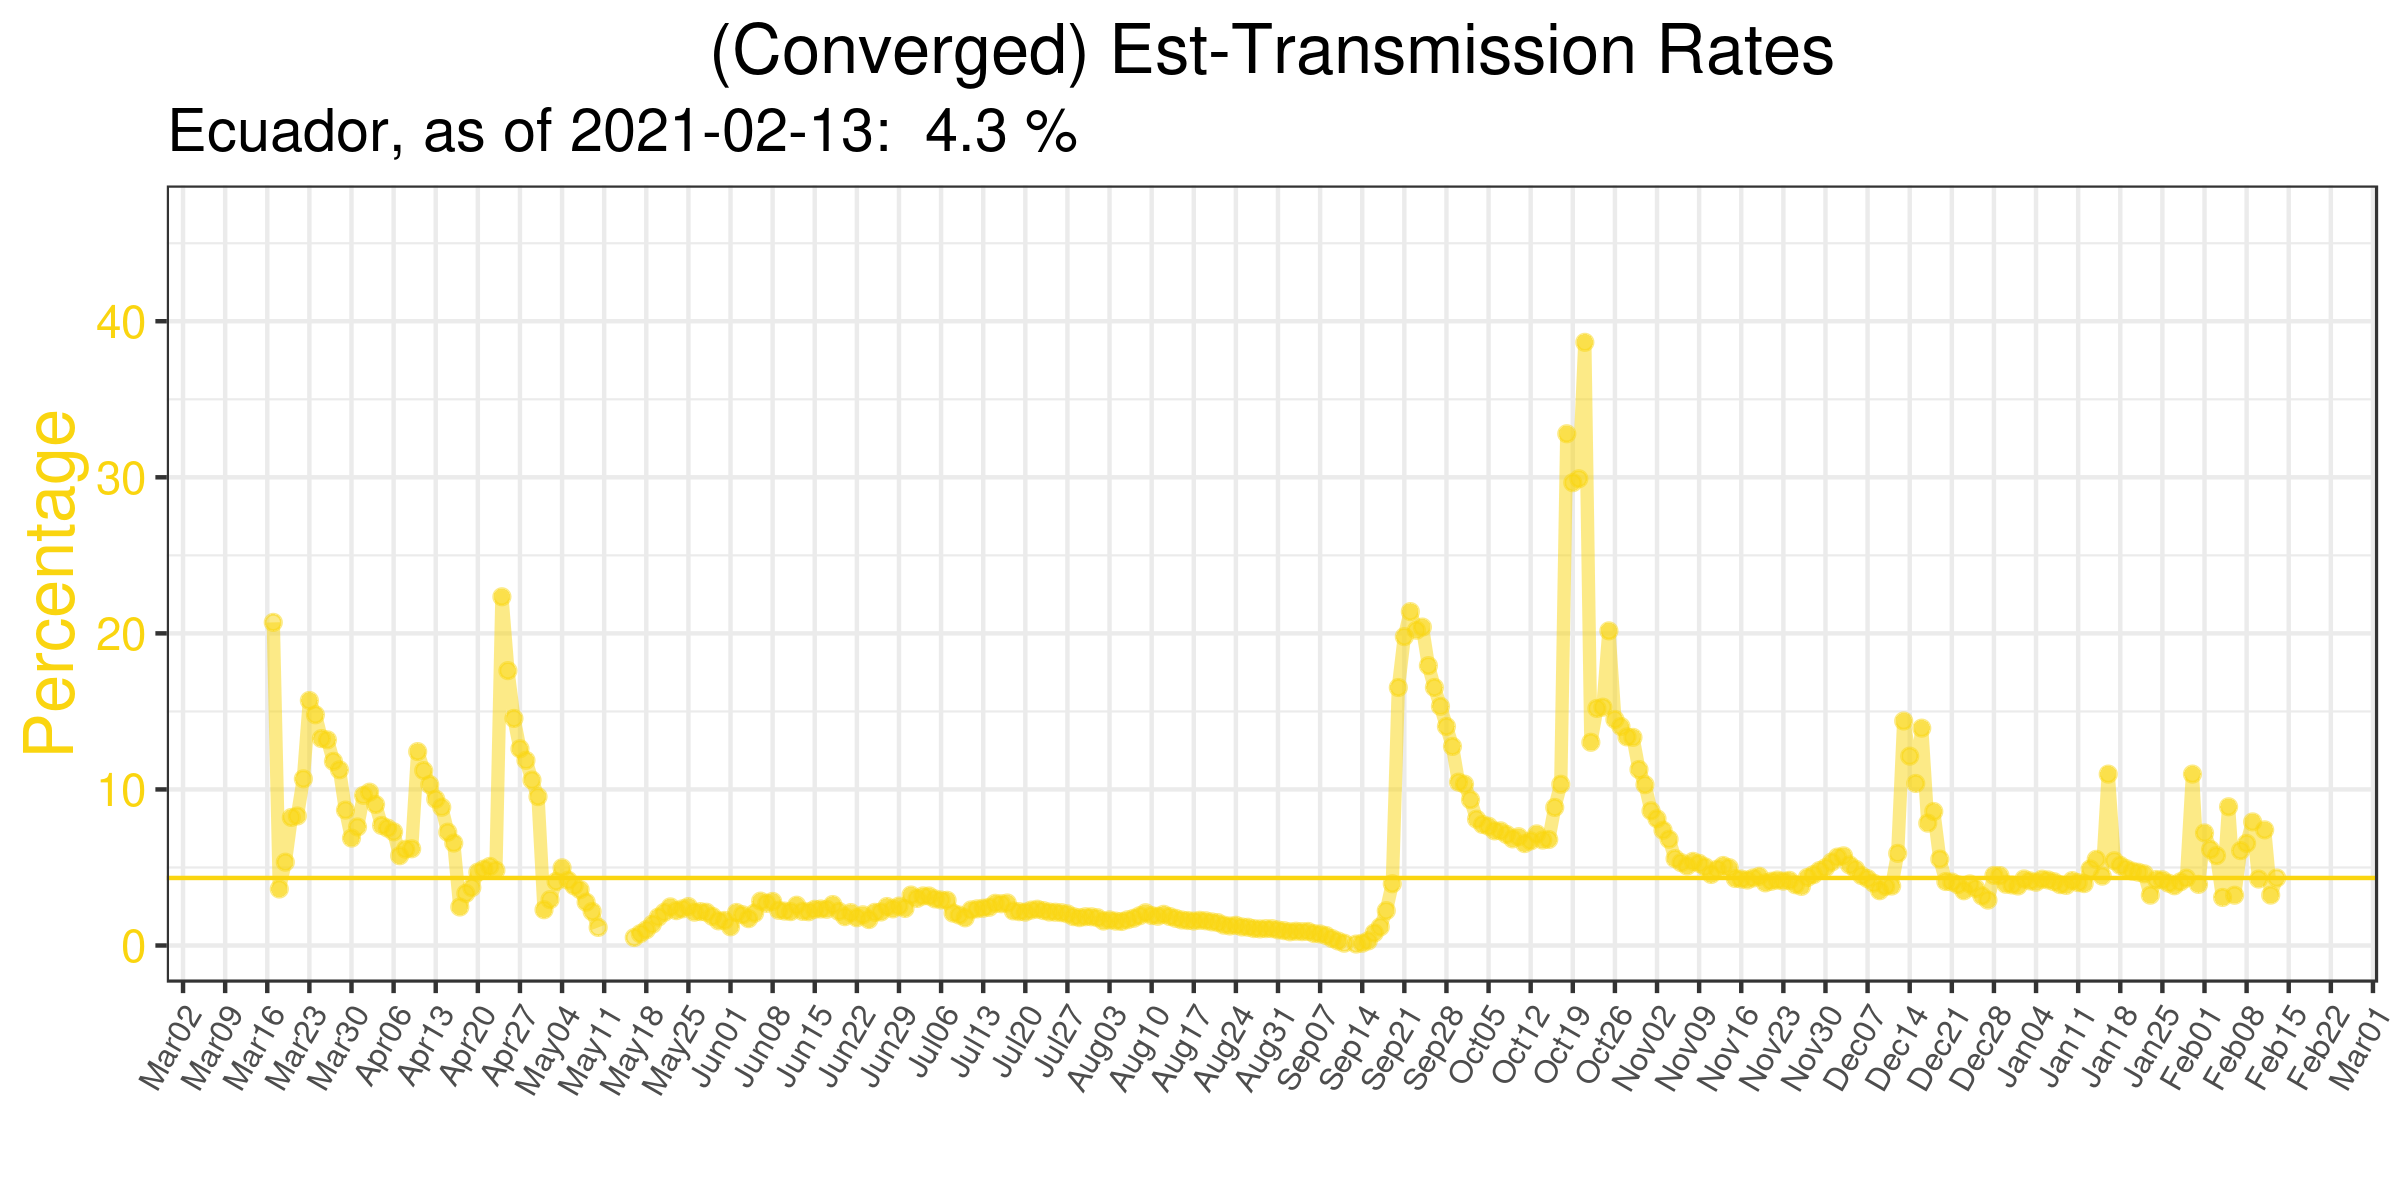 (Converged) Est-Transmission Rates
Ecuador, as of 2021-02-13:  4.3 %
Percentage
40
30
20
10
0
Mar02
Mar09
Mar16
Mar23
Mar30
Apr06
Apr13
Apr20
Apr27
May04
May11
May18
May25
Jun01
Jun08
Jun15
Jun22
Jun29
Jul06
Jul13
Jul20
Jul27
Aug03
Aug10
Aug17
Aug24
Aug31
Sep07
Sep14
Sep21
Sep28
Oct05
Oct12
Oct19
Oct26
Nov02
Nov09
Nov16
Nov23
Nov30
Dec07
Dec14
Dec21
Dec28
Jan04
Jan11
Jan18
Jan25
Feb01
Feb08
Feb15
Feb22
Mar01